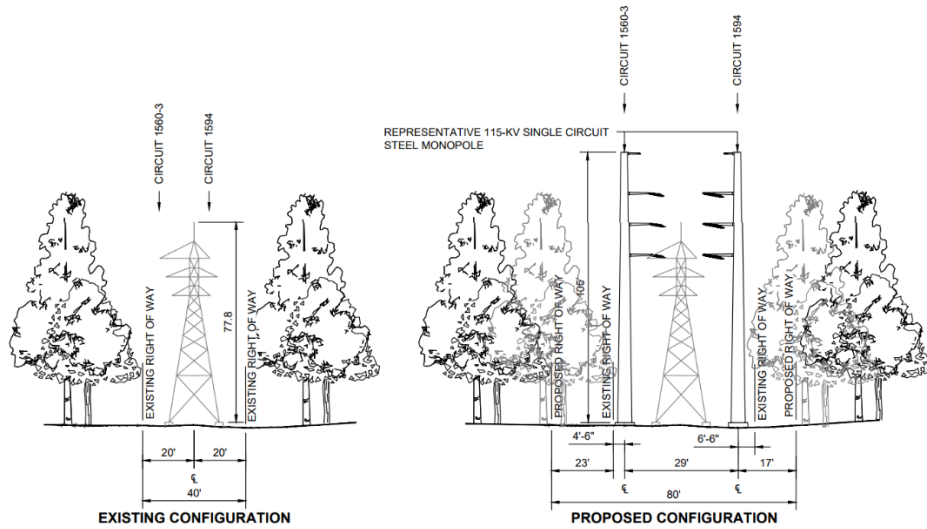 CIRCUIT 1560-3
CIRCUIT 1594
EXISTING RIGHT OF WAY
77.8
EXISTING RIGHT OF WAY
20'
20'
℄
40'
EXISTING CONFIGURATION
CIRCUIT 1560-3
CIRCUIT 1594
REPRESENTATIVE 115-KV SINGLE CIRCUIT
STEEL MONOPOLE
PROPOSED RIGHT OF WAY
105'
EXISTING RIGHT OF WAY
EXISTING RIGHT OF WAY
PROPOSED RIGHT OF WAY
4'-6"
6'-6"
23'
29'
17'
℄
℄
80'
PROPOSED CONFIGURATION